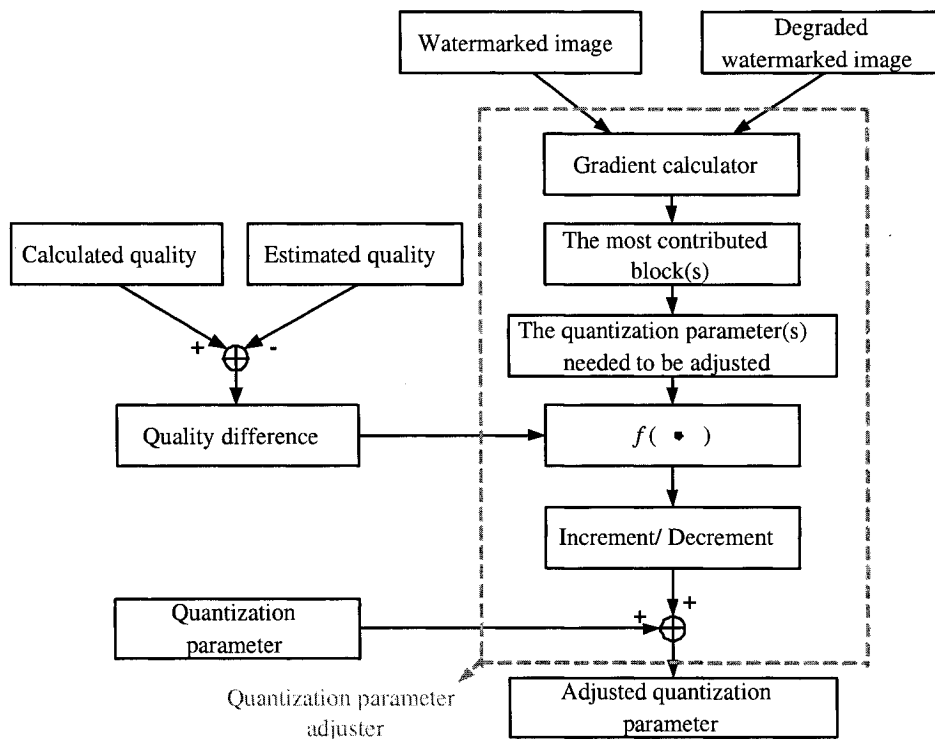 Watermarked image
Degraded
watermarked image
Gradient calculator
The most contributed
block(s)
Calculated quality
Estimated quality
The quantization parameter(s)
needed to be adjusted
+ -
Quality difference
f( • )
Increment/ Decrement
+
+
Quantization
parameter
Quantization parameter
adjuster
Adjusted quantization
parameter